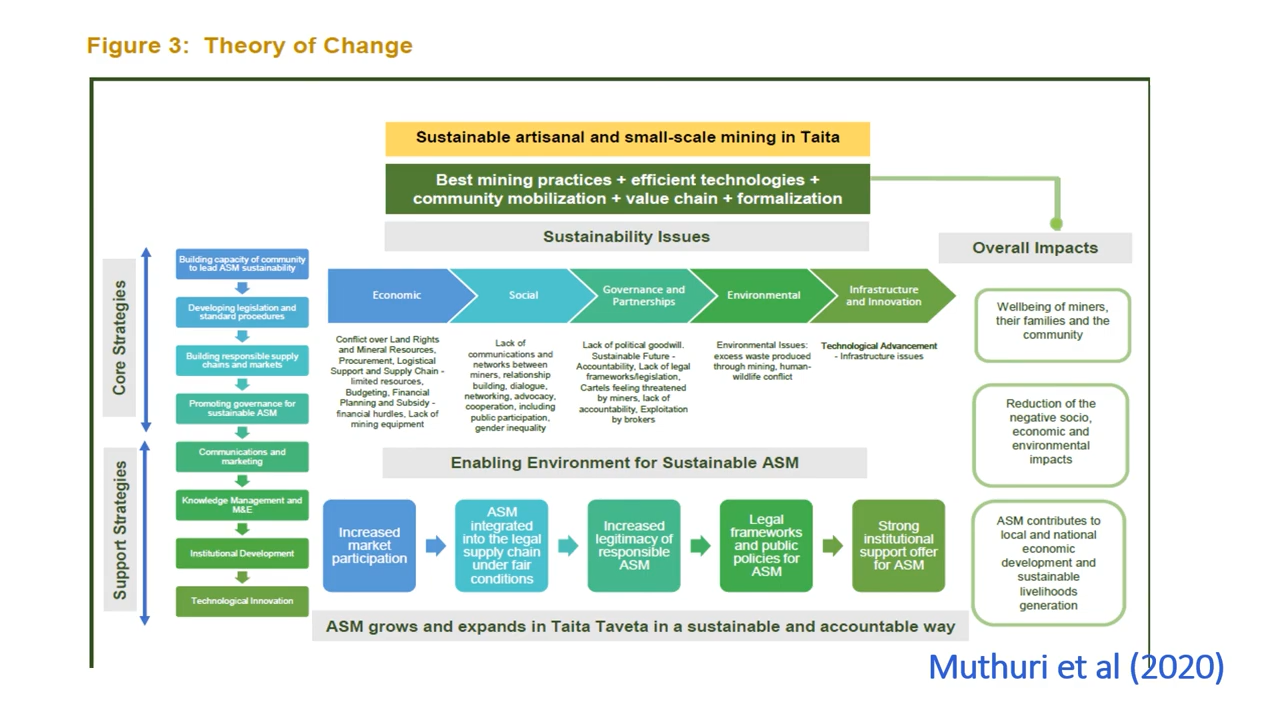 Figure 3: Theory of Change
Sustainable artisanal and small-scale mining in Taita
Best mining practices + efficient technologies +
community mobilization + value chain + formalization
Sustainability Issues
Overall Impacts
Core Strategies
Building capacity of community
to lead ASM sustainability
Developing legislation and
standard procedures
Building responsible supply
chains and markets
Promoting governance for
sustainable ASM
Support Strategies
Communications and
marketing
Knowledge Management and
M&E
Institutional Development
Technological Innovation
Economic
Social
Governance and
Partnerships
Environmental
Infrastructure
and Innovation
Conflict over Land Rights
and Mineral Resources,
Procurement, Logistical
Support and Supply Chain -
limited resources,
Budgeting, Financial
Planning and Subsidy -
financial hurdles, Lack of
mining equipment
Lack of
communications and
networks between
miners, relationship
building, dialogue,
networking, advocacy,
cooperation, including
public participation,
gender inequality
Lack of political goodwill.
Sustainable Future -
Accountability, Lack of legal
frameworks/legislation,
Cartels feeling threatened
by miners, lack of
accountability, Exploitation
by brokers
Environmental Issues:
excess waste produced
through mining, human-
wildlife conflict
Technological Advancement
- Infrastructure issues
Enabling Environment for Sustainable ASM
Increased
market
participation
ASM
integrated
into the legal
supply chain
under fair
conditions
Increased
legitimacy of
responsible
ASM
Legal
frameworks
and public
policies for
ASM
Strong
institutional
support offer
for ASM
ASM grows and expands in Taita Taveta in a sustainable and accountable way
Wellbeing of miners,
their families and the
community
Reduction of the
negative socio,
economic and
environmental
impacts
ASM contributes to
local and national
economic
development and
sustainable
livelihoods
generation
Muthuri et al (2020)